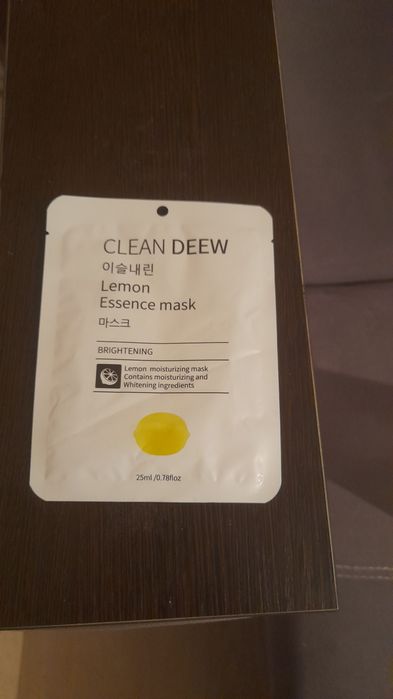 CLEAN DEEW
이슬내린
Lemon
Essence mask
마스크
BRIGHTENING
Lemon moisturizing mask
Contains moisturizing and
Whitening ingredients
25ml /0.78floz